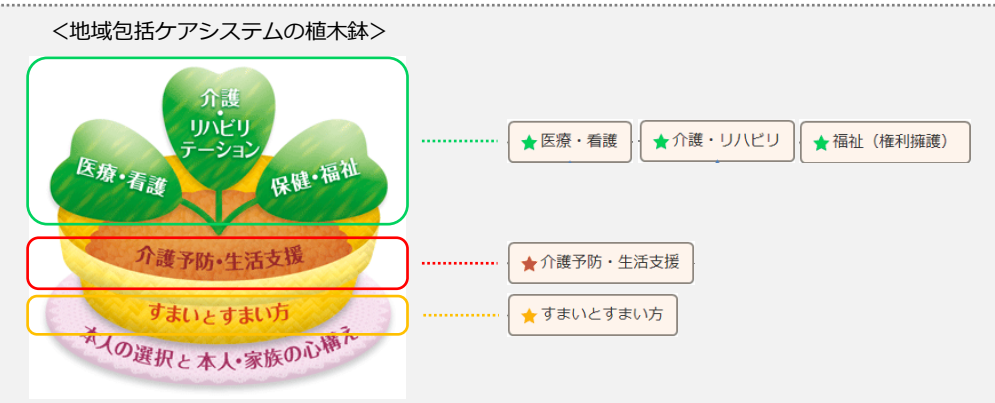 ＜地域包括ケアシステムの植木鉢＞
介護
・
リハビリ
テーション
医療・看護
保健・福祉
介護予防・生活支援
すまいとすまい方
本人の選択と本人・家族の心構え
★医療・看護
★介護・リハビリ
★福祉（権利擁護）
★介護予防・生活支援
★すまいとすまい方